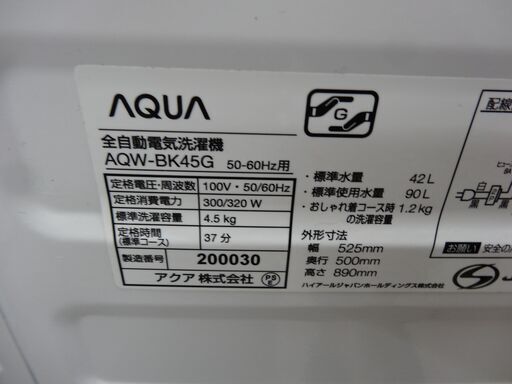 AQUA
G
全自動電気洗濯機
AQW-BK45G 50-60Hz用
定格電圧・周波数 100V・50/60Hz
定格消費電力 300/320 W
標準洗濯容量 4.5 kg
定格時間(標準コース) 37 分
製造番号 200030
アクア 株式会社
・標準水量 42L
・標準使用水量 90L
・おしゃれ着コース時の洗濯容量 1.2kg
外形寸法
幅 525mm
奥行 500mm
高さ 890mm
ハイアールジャパンホールディングス株式会社
配線
黒
黒
お願い 安全の